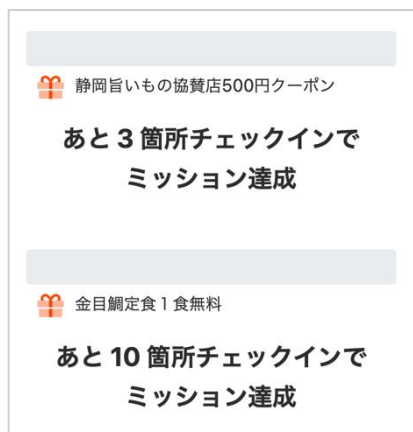 静岡旨いもの協賛店500円クーポン
あと 3 箇所チェックインで
ミッション達成
金目鯛定食 1 食無料
あと 10 箇所チェックインで
ミッション達成